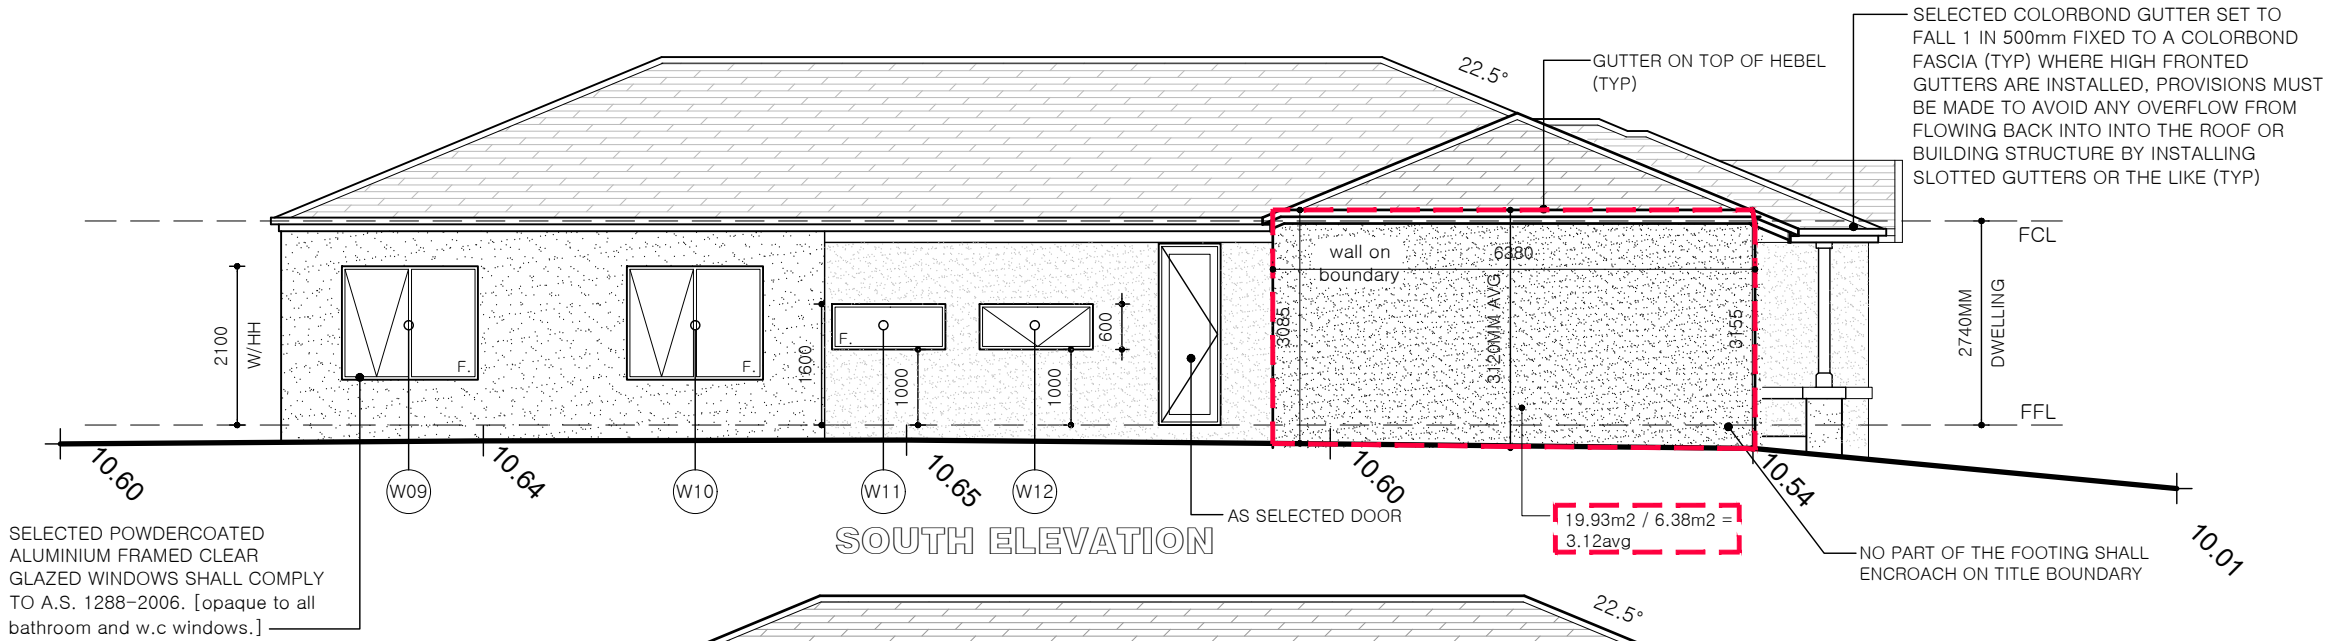 SELECTED COLORBOND GUTTER SET TO
FALL 1 IN 500mm FIXED TO A COLORBOND
FASCIA (TYP) WHERE HIGH FRONTED
GUTTERS ARE INSTALLED, PROVISIONS MUST
BE MADE TO AVOID ANY OVERFLOW FROM
FLOWING BACK INTO INTO THE ROOF OR
BUILDING STRUCTURE BY INSTALLING
SLOTTED GUTTERS OR THE LIKE (TYP)
GUTTER ON TOP OF HEBEL
(TYP)
22.5°
FCL
wall on
boundary
6380
2100
W/HH
F.
F.
1600
F.
1000
600
1000
3085
3120MM AVG
3155
2740MM
DWELLING
FFL
10.60
10.64
10.65
10.60
10.54
10.01
W09
W10
W11
W12
AS SELECTED DOOR
19.93m2 / 6.38m2 =
3.12avg
SOUTH ELEVATION
NO PART OF THE FOOTING SHALL
ENCROACH ON TITLE BOUNDARY
SELECTED POWDERCOATED
ALUMINIUM FRAMED CLEAR
GLAZED WINDOWS SHALL COMPLY
TO A.S. 1288-2006. [opaque to all
bathroom and w.c windows.]
22.5°